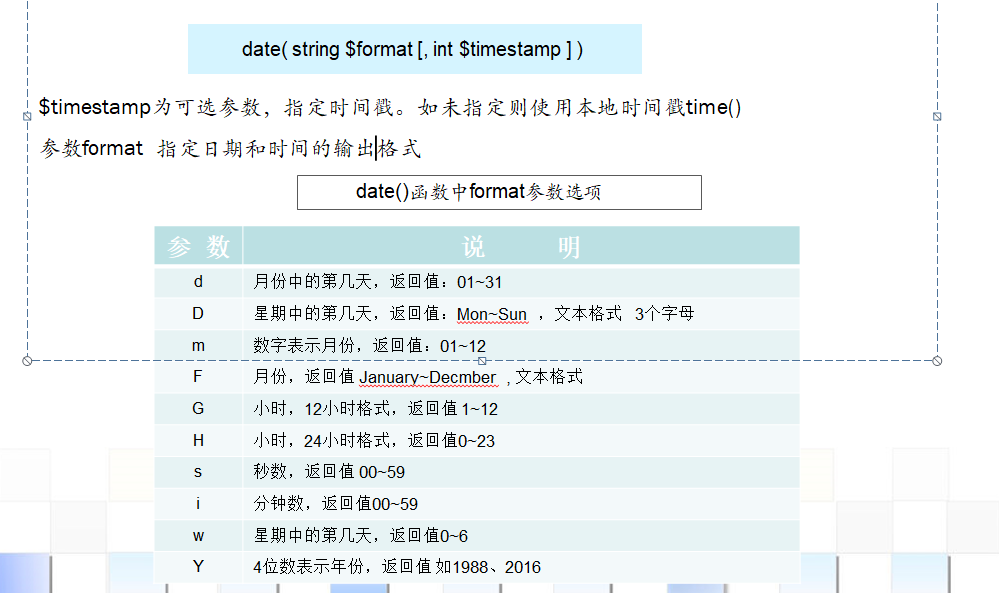 date( string $format [, int $timestamp ] )
$timestamp为可选参数，指定时间戳。如未指定则使用本地时间戳time()
参数format 指定日期和时间的输出格式
date()函数中format参数选项
参 数 说 明
d 月份中的第几天，返回值：01~31
D 星期中的第几天，返回值：Mon~Sun ，文本格式 3个字母
m 数字表示月份，返回值：01~12
F 月份，返回值 January~Decmber , 文本格式
G 小时，12小时格式，返回值 1~12
H 小时，24小时格式，返回值0~23
s 秒数，返回值 00~59
i 分钟数，返回值00~59
w 星期中的第几天，返回值0~6
Y 4位数表示年份，返回值 如1988、2016